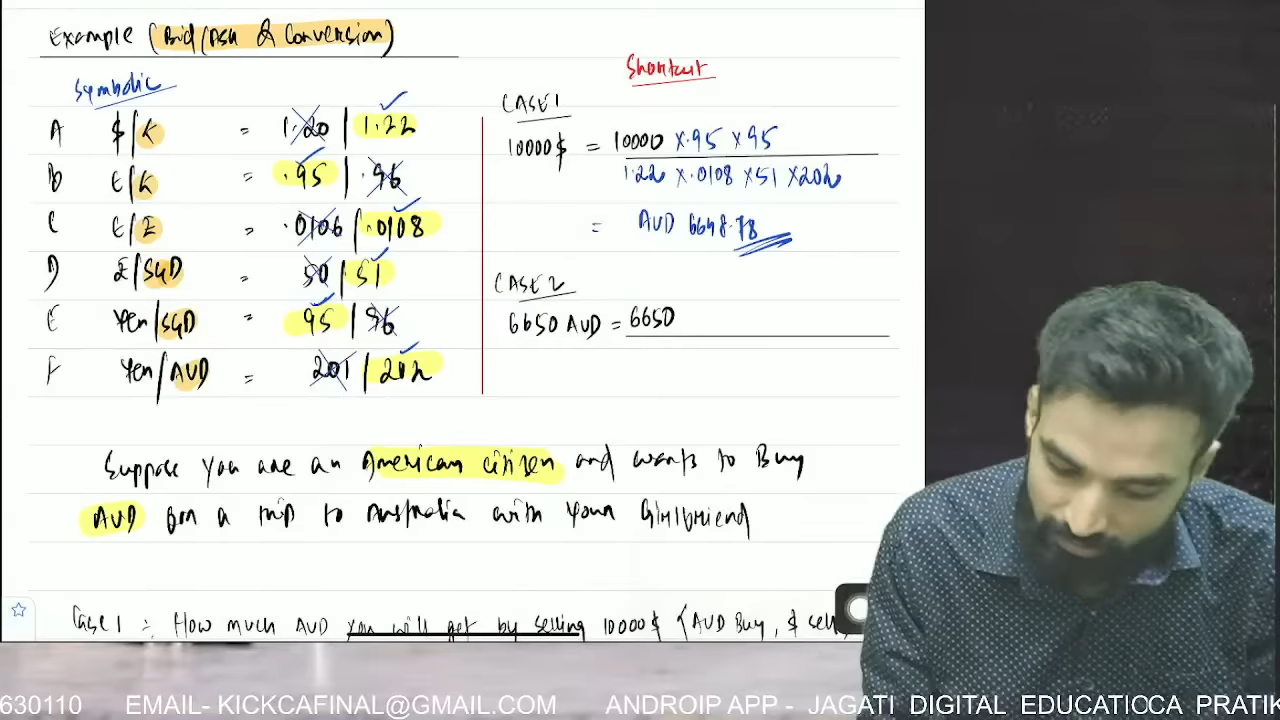 Example (Bid/Ask & Conversion)
Symbolic
A $/K = 1.20 | 1.22
B £/K = .95 | .96
C £/E = .0106 | .0108
D £/SGD = 50 | 51
E Yen/SGD = 95 | 96
F Yen/AUD = 201 | 202
Shortcut
CASE 1
10000$ = 10000 X .95 X 95
1.22 X .0108 X 51 X 202
= AUD 6648.78
CASE 2
6650 AUD = 6650
Suppose you are an American citizen and wants to Buy
AUD for a trip to Australia with your Girlfriend
Case 1 :- How much AUD you will get by selling 10000$ {AUD Buy, $ sell
630110 EMAIL- KICKCAFINAL@GMAIL.COM ANDROIP APP - JAGATI DIGITAL EDUCATIOCA PRATIK